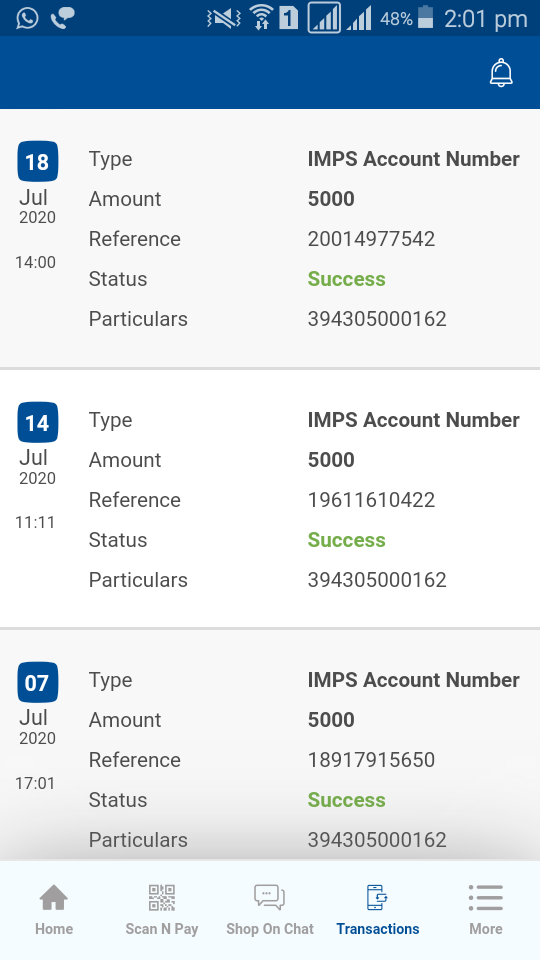 1 48% 2:01 pm
18 Type IMPS Account Number
Jul Amount 5000
2020 Reference 20014977542
14:00 Status Success
Particulars 394305000162
14 Type IMPS Account Number
Jul Amount 5000
2020 Reference 19611610422
11:11 Status Success
Particulars 394305000162
07 Type IMPS Account Number
Jul Amount 5000
2020 Reference 18917915650
17:01 Status Success
Particulars 394305000162
Home Scan N Pay Shop On Chat Transactions More